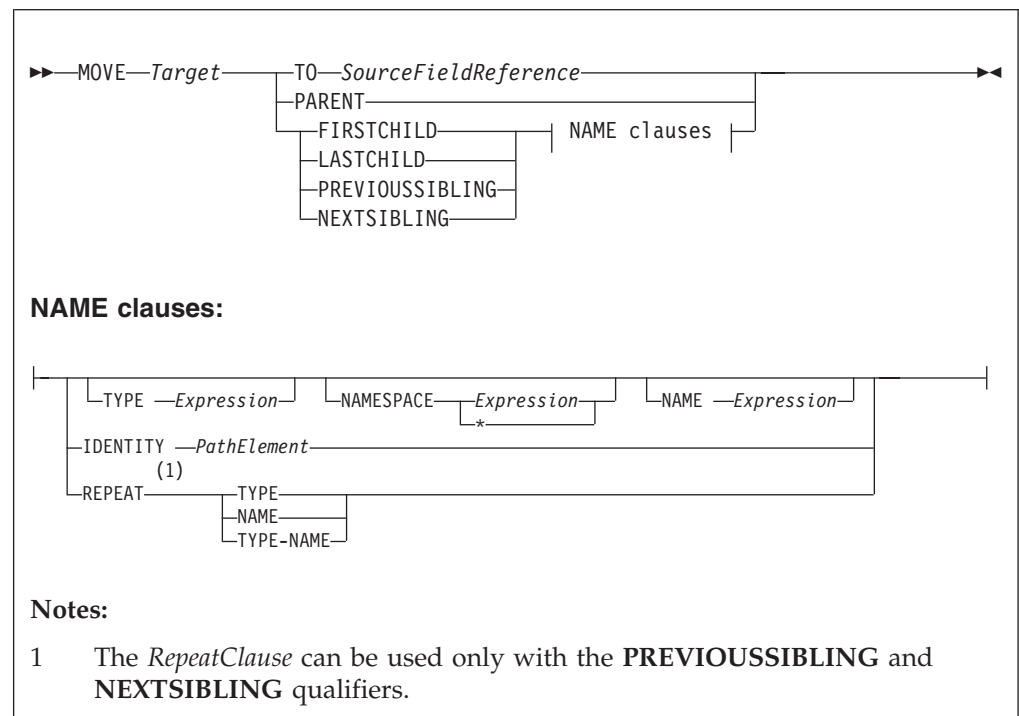 MOVE Target TO SourceFieldReference
PARENT
FIRSTCHILD NAME clauses
LASTCHILD
PREVIOUSSIBLING
NEXTSIBLING
NAME clauses:
TYPE Expression NAMESPACE Expression NAME Expression
*
IDENTITY PathElement
(1)
REPEAT TYPE
NAME
TYPE-NAME
Notes:
1 The RepeatClause can be used only with the PREVIOUSSIBLING and
NEXTSIBLING qualifiers.